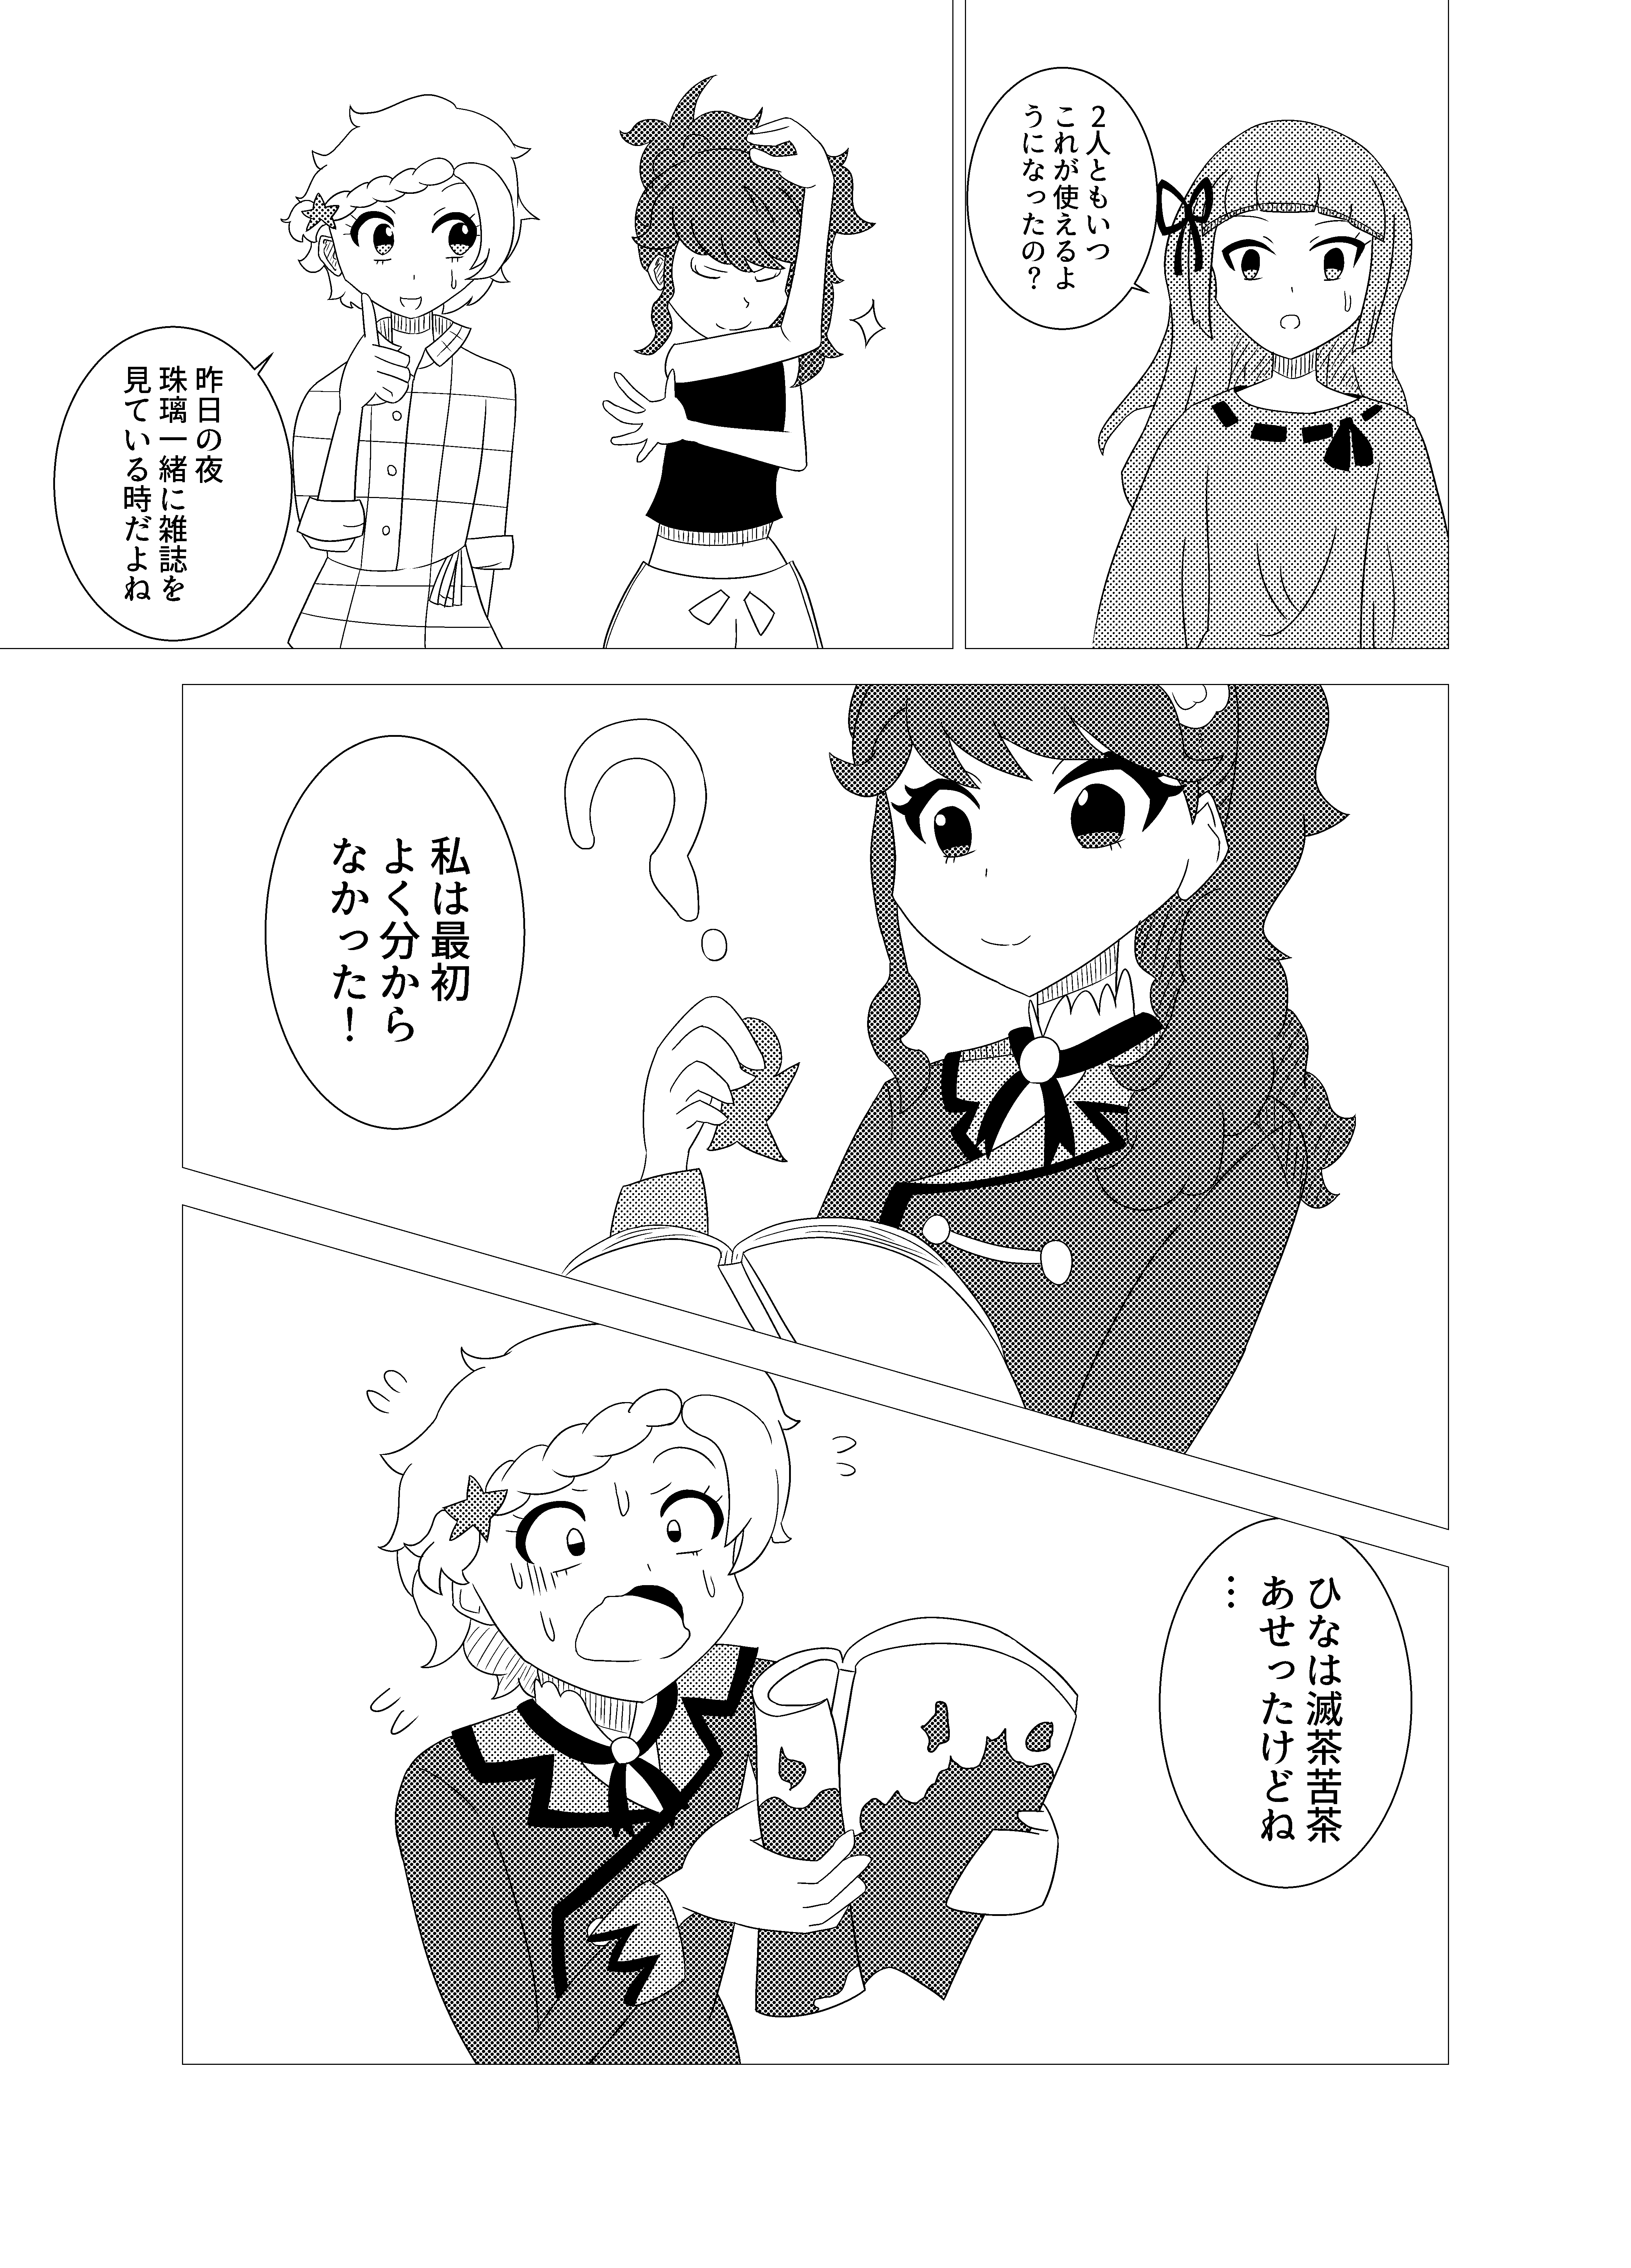 2人ともいつ
これが使えるよ
うになったの?
昨日の夜
珠璃一緒に雑誌を
見ている時だよね
私は最初
よく分から
なかった!
ひなは滅茶苦茶
あせったけどね
…